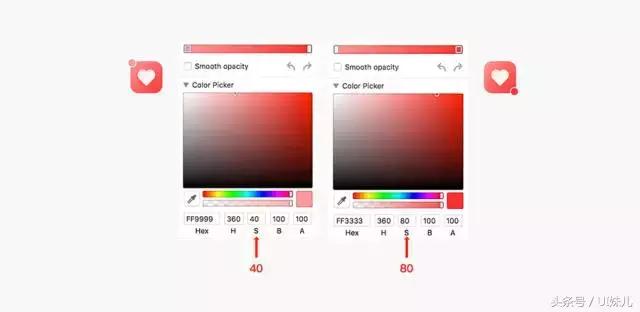 Smooth opacity
Color Picker
FF9999 360 40 100 100
Hex H S B A
40
Smooth opacity
Color Picker
FF3333 360 80 100 100
Hex H S B A
80
头条号 / UI妹儿